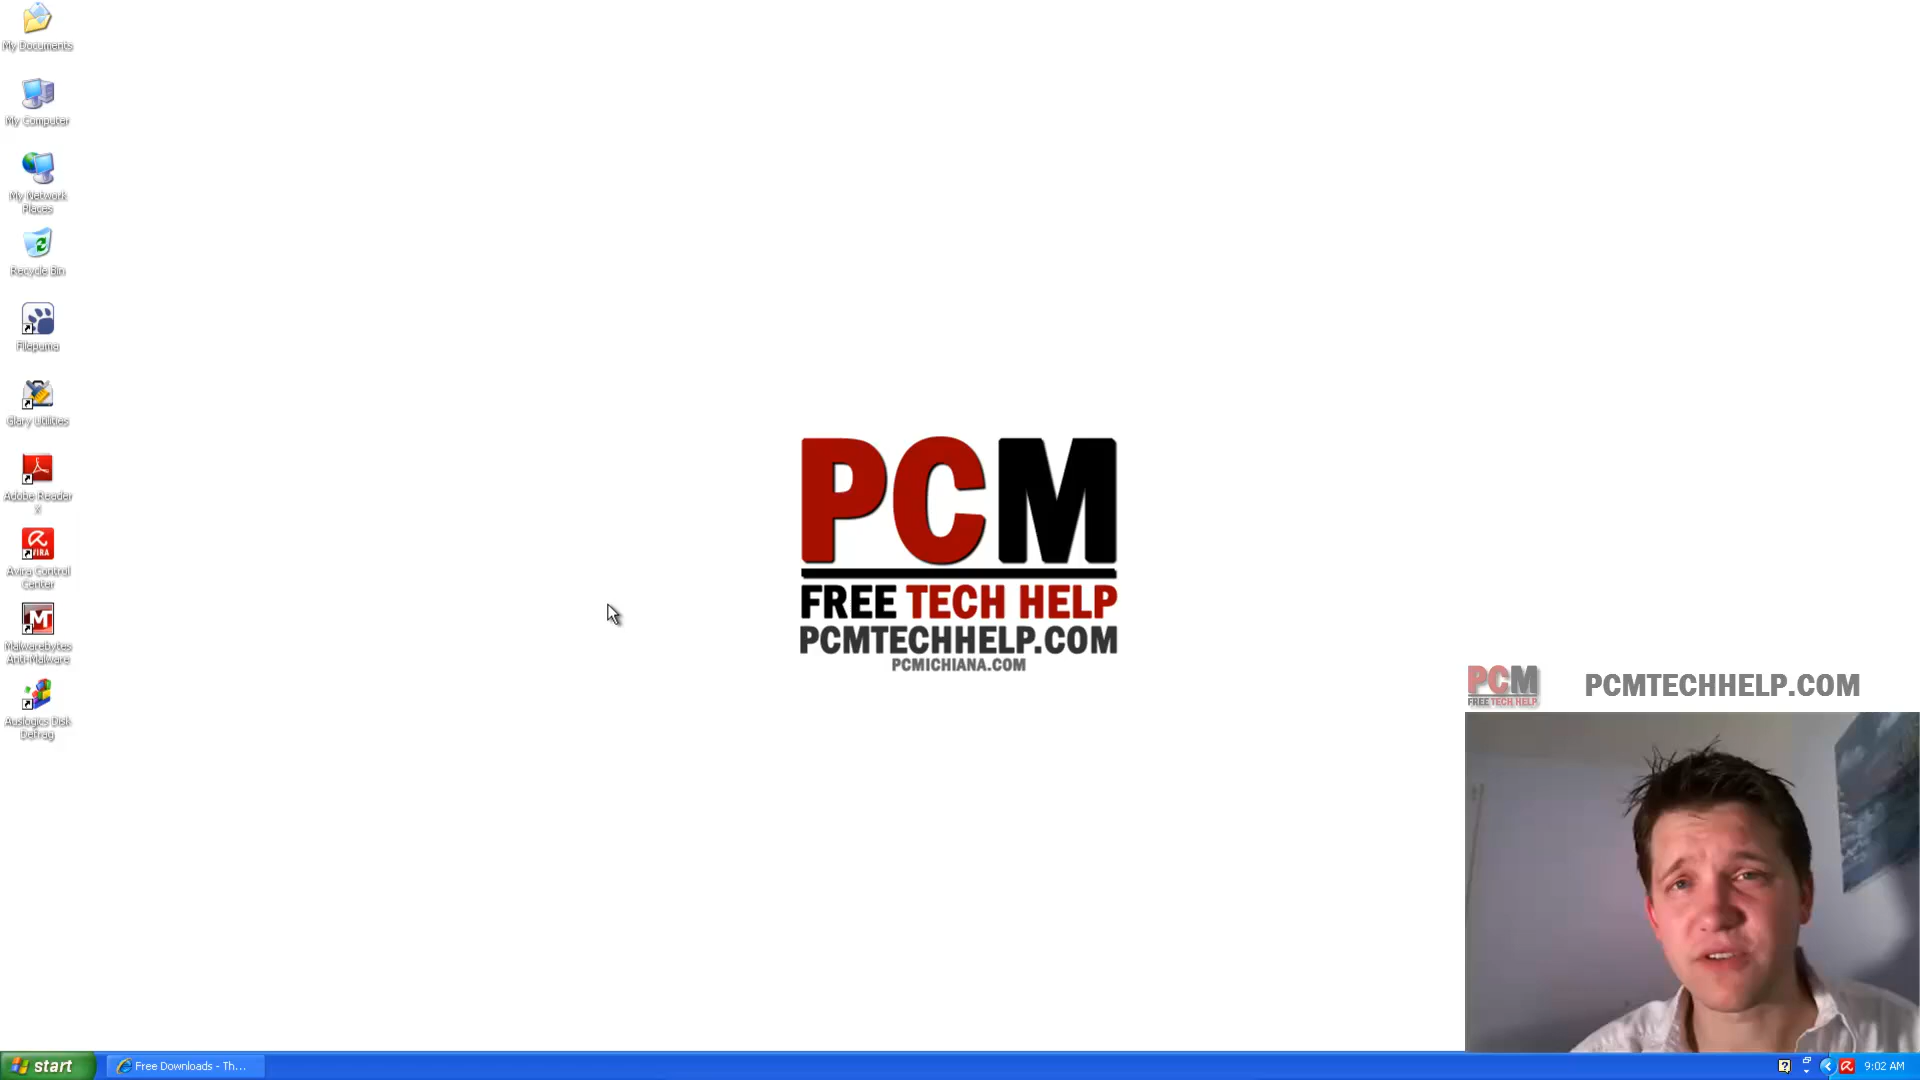 My Documents
My Computer
My Network
Places
Recycle Bin
Filepuma
Glary Utilities
Adobe Reader
X
AVIRA
Avira Control
Center
M
Malwarebytes
Anti-Malware
Auslogics Disk
Defrag
PCM
FREE TECH HELP
PCMTECHHELP.COM
PCMICHIANA.COM
PCM
FREE TECH HELP
PCMTECHHELP.COM
start
Free Downloads - Th...
9:02 AM